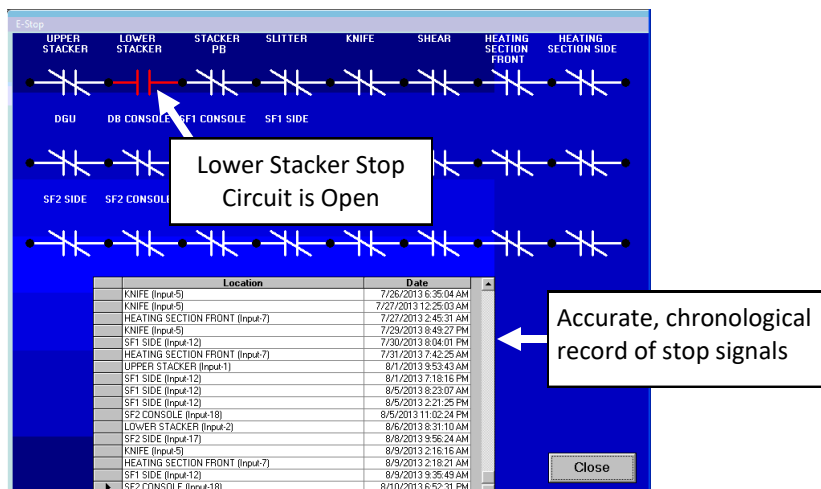 E-Stop
UPPER STACKER LOWER STACKER STACKER PB SLITTER KNIFE SHEAR HEATING SECTION FRONT HEATING SECTION SIDE
DGU DB CONSOLE SF1 CONSOLE SF1 SIDE
Lower Stacker Stop
Circuit is Open
SF2 SIDE SF2 CONSOLE
Location Date
KNIFE (Input-5) 7/26/2013 6:35:04 AM
KNIFE (Input-5) 7/27/2013 12:25:03 AM
HEATING SECTION FRONT (Input-7) 7/27/2013 2:45:31 AM
KNIFE (Input-5) 7/29/2013 8:49:27 PM
SF1 SIDE (Input-12) 7/30/2013 8:04:01 PM
HEATING SECTION FRONT (Input-7) 7/31/2013 7:42:25 AM
UPPER STACKER (Input-1) 8/1/2013 9:53:43 AM
SF1 SIDE (Input-12) 8/1/2013 7:18:16 PM
SF1 SIDE (Input-12) 8/5/2013 8:23:07 AM
SF1 SIDE (Input-12) 8/5/2013 2:21:25 PM
SF2 CONSOLE (Input-18) 8/5/2013 11:02:24 PM
LOWER STACKER (Input-2) 8/6/2013 8:31:10 AM
SF2 SIDE (Input-17) 8/8/2013 9:56:24 AM
KNIFE (Input-5) 8/9/2013 2:16:16 AM
HEATING SECTION FRONT (Input-7) 8/9/2013 2:18:21 AM
SF1 SIDE (Input-12) 8/9/2013 9:35:49 AM
SF2 CONSOLE (Input-18) 8/10/2013 6:52:31 PM
Accurate, chronological
record of stop signals
Close